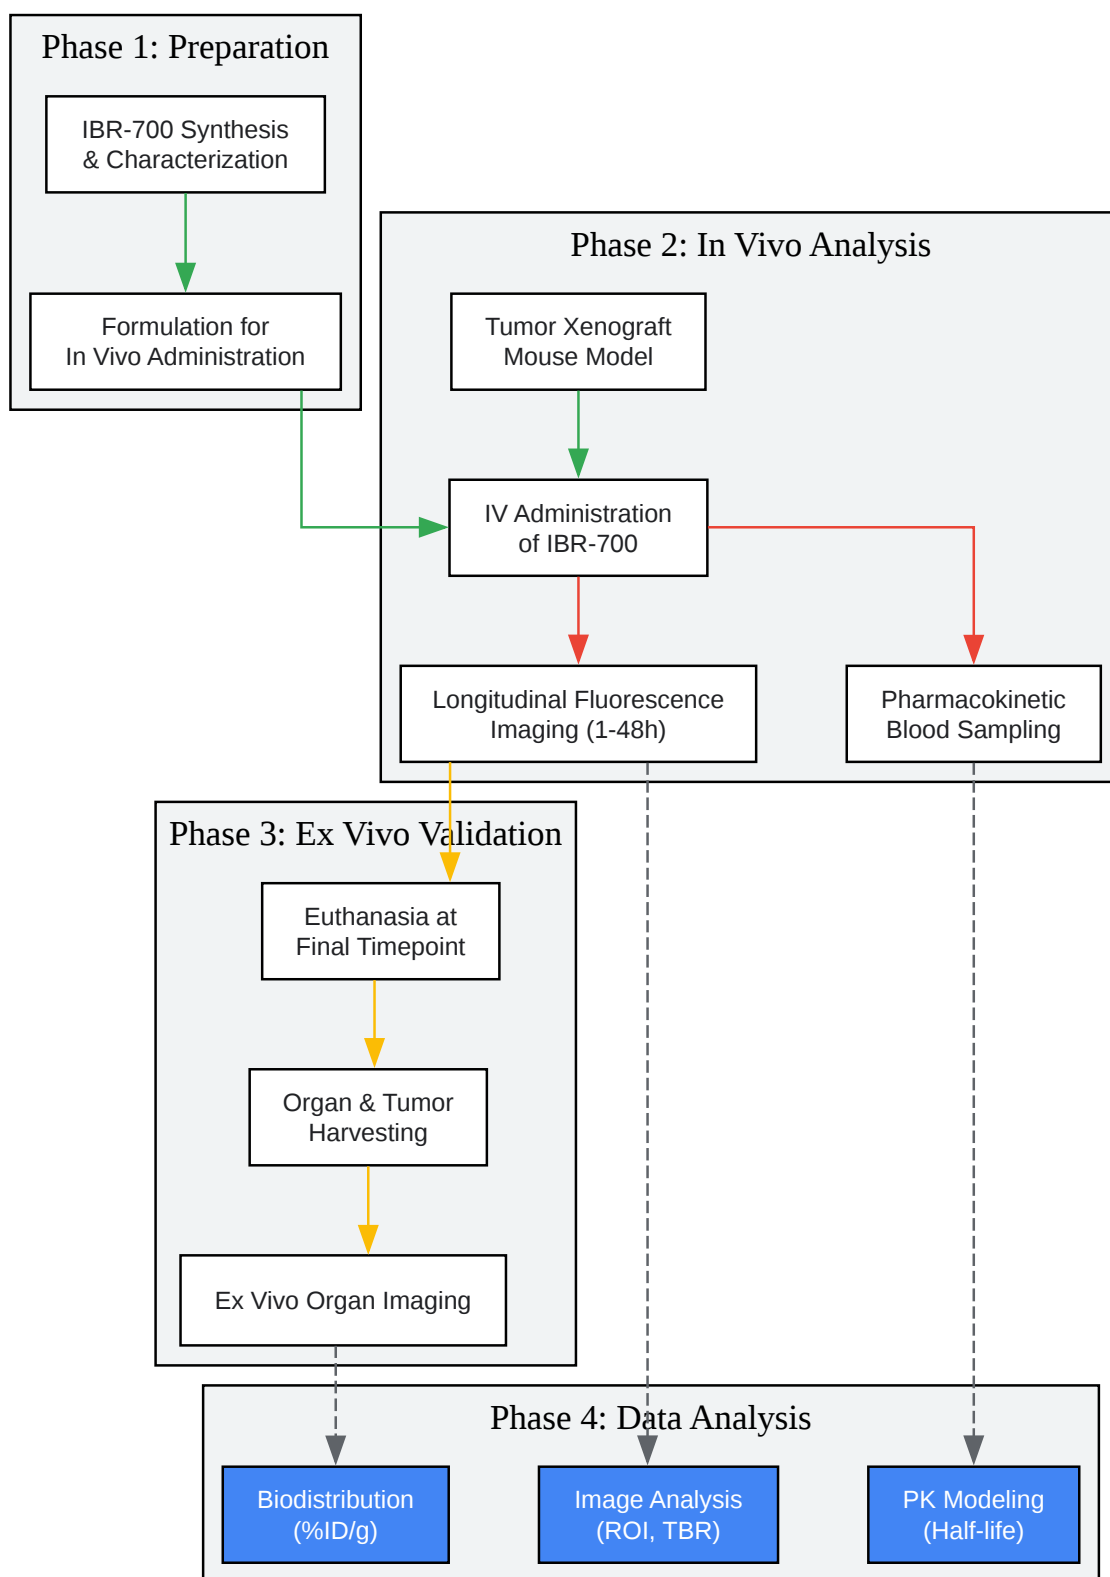 Phase 1: Preparation
IBR-700 Synthesis
& Characterization
Formulation for
In Vivo Administration
Phase 2: In Vivo Analysis
Tumor Xenograft
Mouse Model
IV Administration
of IBR-700
Longitudinal Fluorescence
Imaging (1-48h)
Pharmacokinetic
Blood Sampling
Phase 3: Ex Vivo Validation
Euthanasia at
Final Timepoint
Organ & Tumor
Harvesting
Ex Vivo Organ Imaging
Phase 4: Data Analysis
Biodistribution
(%ID/g)
Image Analysis
(ROI, TBR)
PK Modeling
(Half-life)